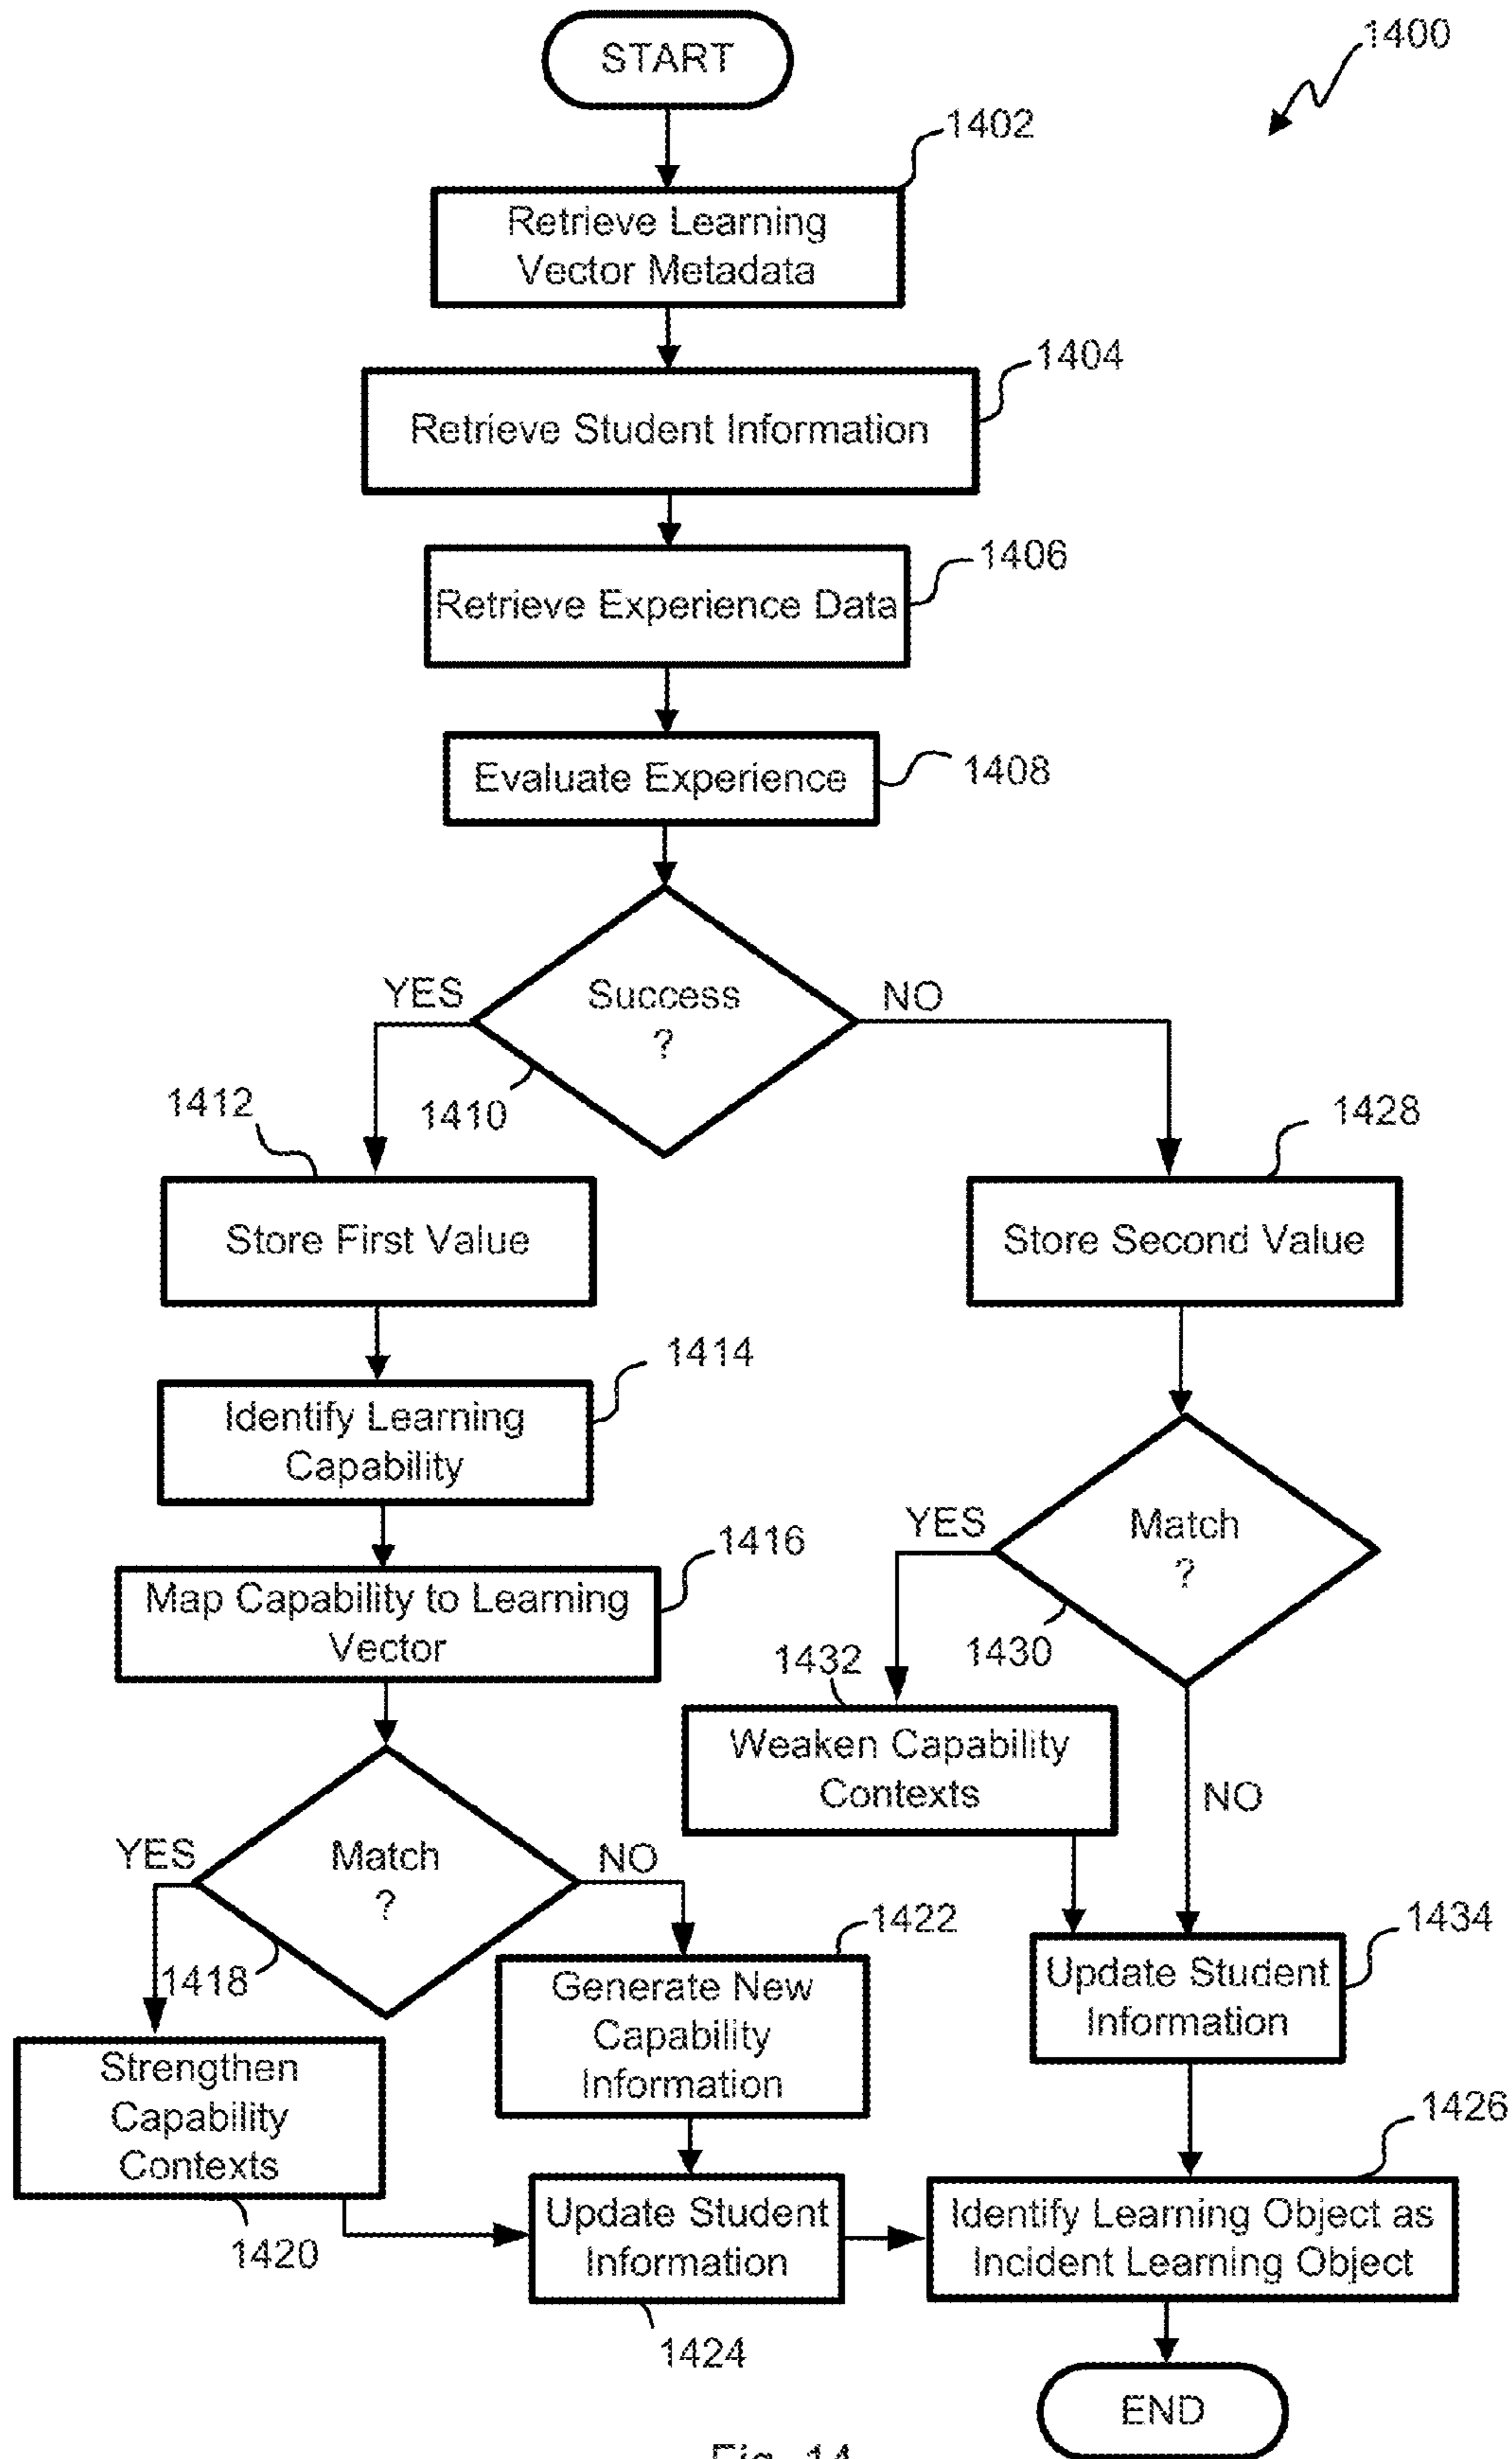 START
1400
1402
Retrieve Learning
Vector Metadata
1404
Retrieve Student Information
1406
Retrieve Experience Data
Evaluate Experience
1408
YES
Success
?
NO
1410
1412
1428
Store First Value
Store Second Value
1414
Identify Learning
Capability
YES
Match
?
1416
Map Capability to Learning
Vector
1430
1432
Weaken Capability
Contexts
NO
YES
Match
?
NO
1418
1422
1434
Generate New
Capability
Information
Update Student
Information
Strengthen
Capability
Contexts
1420
1426
Update Student
Information
Identify Learning Object as
Incident Learning Object
1424
END
Fig. 14